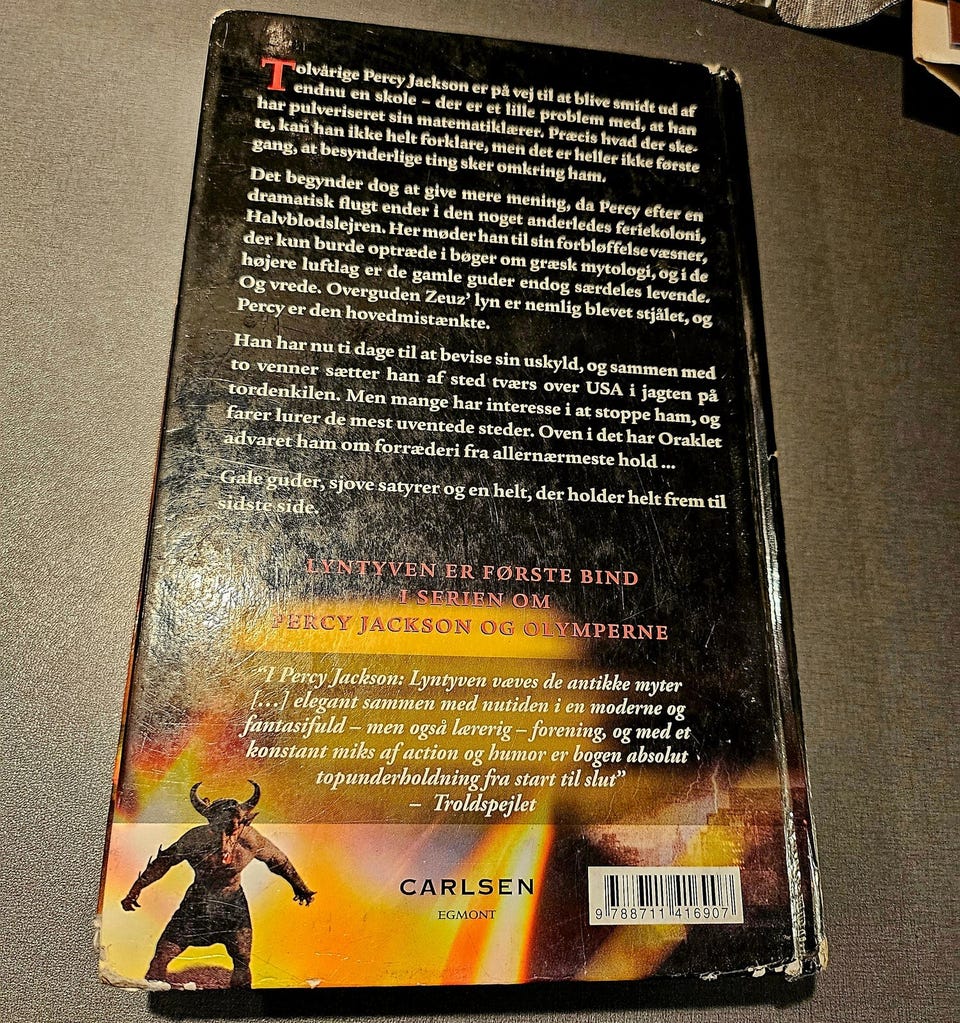 Tolvårige Percy Jackson er på vej til at blive smidt ud af
endnu en skole – der er et lille problem med, at han
har pulveriseret sin matematiklærer. Præcis hvad der ske-
te, kan han ikke helt forklare, men det er heller ikke første
gang, at besynderlige ting sker omkring ham.
Det begynder dog at give mere mening, da Percy efter en
dramatisk flugt ender i den noget anderledes feriekoloni,
Halvblodslejren. Her møder han til sin forbløffelse væsner,
der kun burde optræde i bøger om græsk mytologi, og i de
højere luftlag er de gamle guder endog særdeles levende.
Og vrede. Overguden Zeuz' lyn er nemlig blevet stjålet, og
Percy er den hovedmistænkte.
Han har nu ti dage til at bevise sin uskyld, og sammen med
to venner sætter han af sted tværs over USA i jagten på
tordenkilen. Men mange har interesse i at stoppe ham, og
farer lurer de mest uventede steder. Oven i det har Oraklet
advaret ham om forræderi fra allernærmeste hold ...
Gale guder, sjove satyrer og en helt, der holder helt frem til
sidste side.
LYNTYVEN ER FØRSTE BIND
I SERIEN OM
PERCY JACKSON OG OLYMPERNE
"I Percy Jackson: Lyntyven væves de antikke myter
[...] elegant sammen med nutiden i en moderne og
fantasifuld – men også lærerig – forening, og med et
konstant miks af action og humor er bogen absolut
topunderholdning fra start til slut"
– Troldspejlet
CARLSEN
EGMONT
9 788711 416907